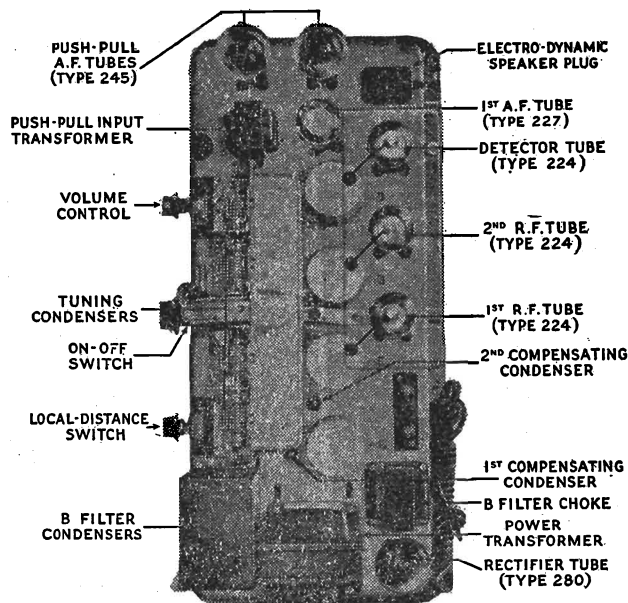 PUSH-PULL
A.F. TUBES
(TYPE 245)
PUSH-PULL INPUT
TRANSFORMER
VOLUME
CONTROL
TUNING
CONDENSERS
ON-OFF
SWITCH
LOCAL-DISTANCE
SWITCH
B FILTER
CONDENSERS
ELECTRO-DYNAMIC
SPEAKER PLUG
1ST A.F. TUBE
(TYPE 227)
DETECTOR TUBE
(TYPE 224)
2ND R.F. TUBE
(TYPE 224)
1ST R.F. TUBE
(TYPE 224)
2ND COMPENSATING
CONDENSER
1ST COMPENSATING
CONDENSER
B FILTER CHOKE
POWER
TRANSFORMER
RECTIFIER TUBE
(TYPE 280)